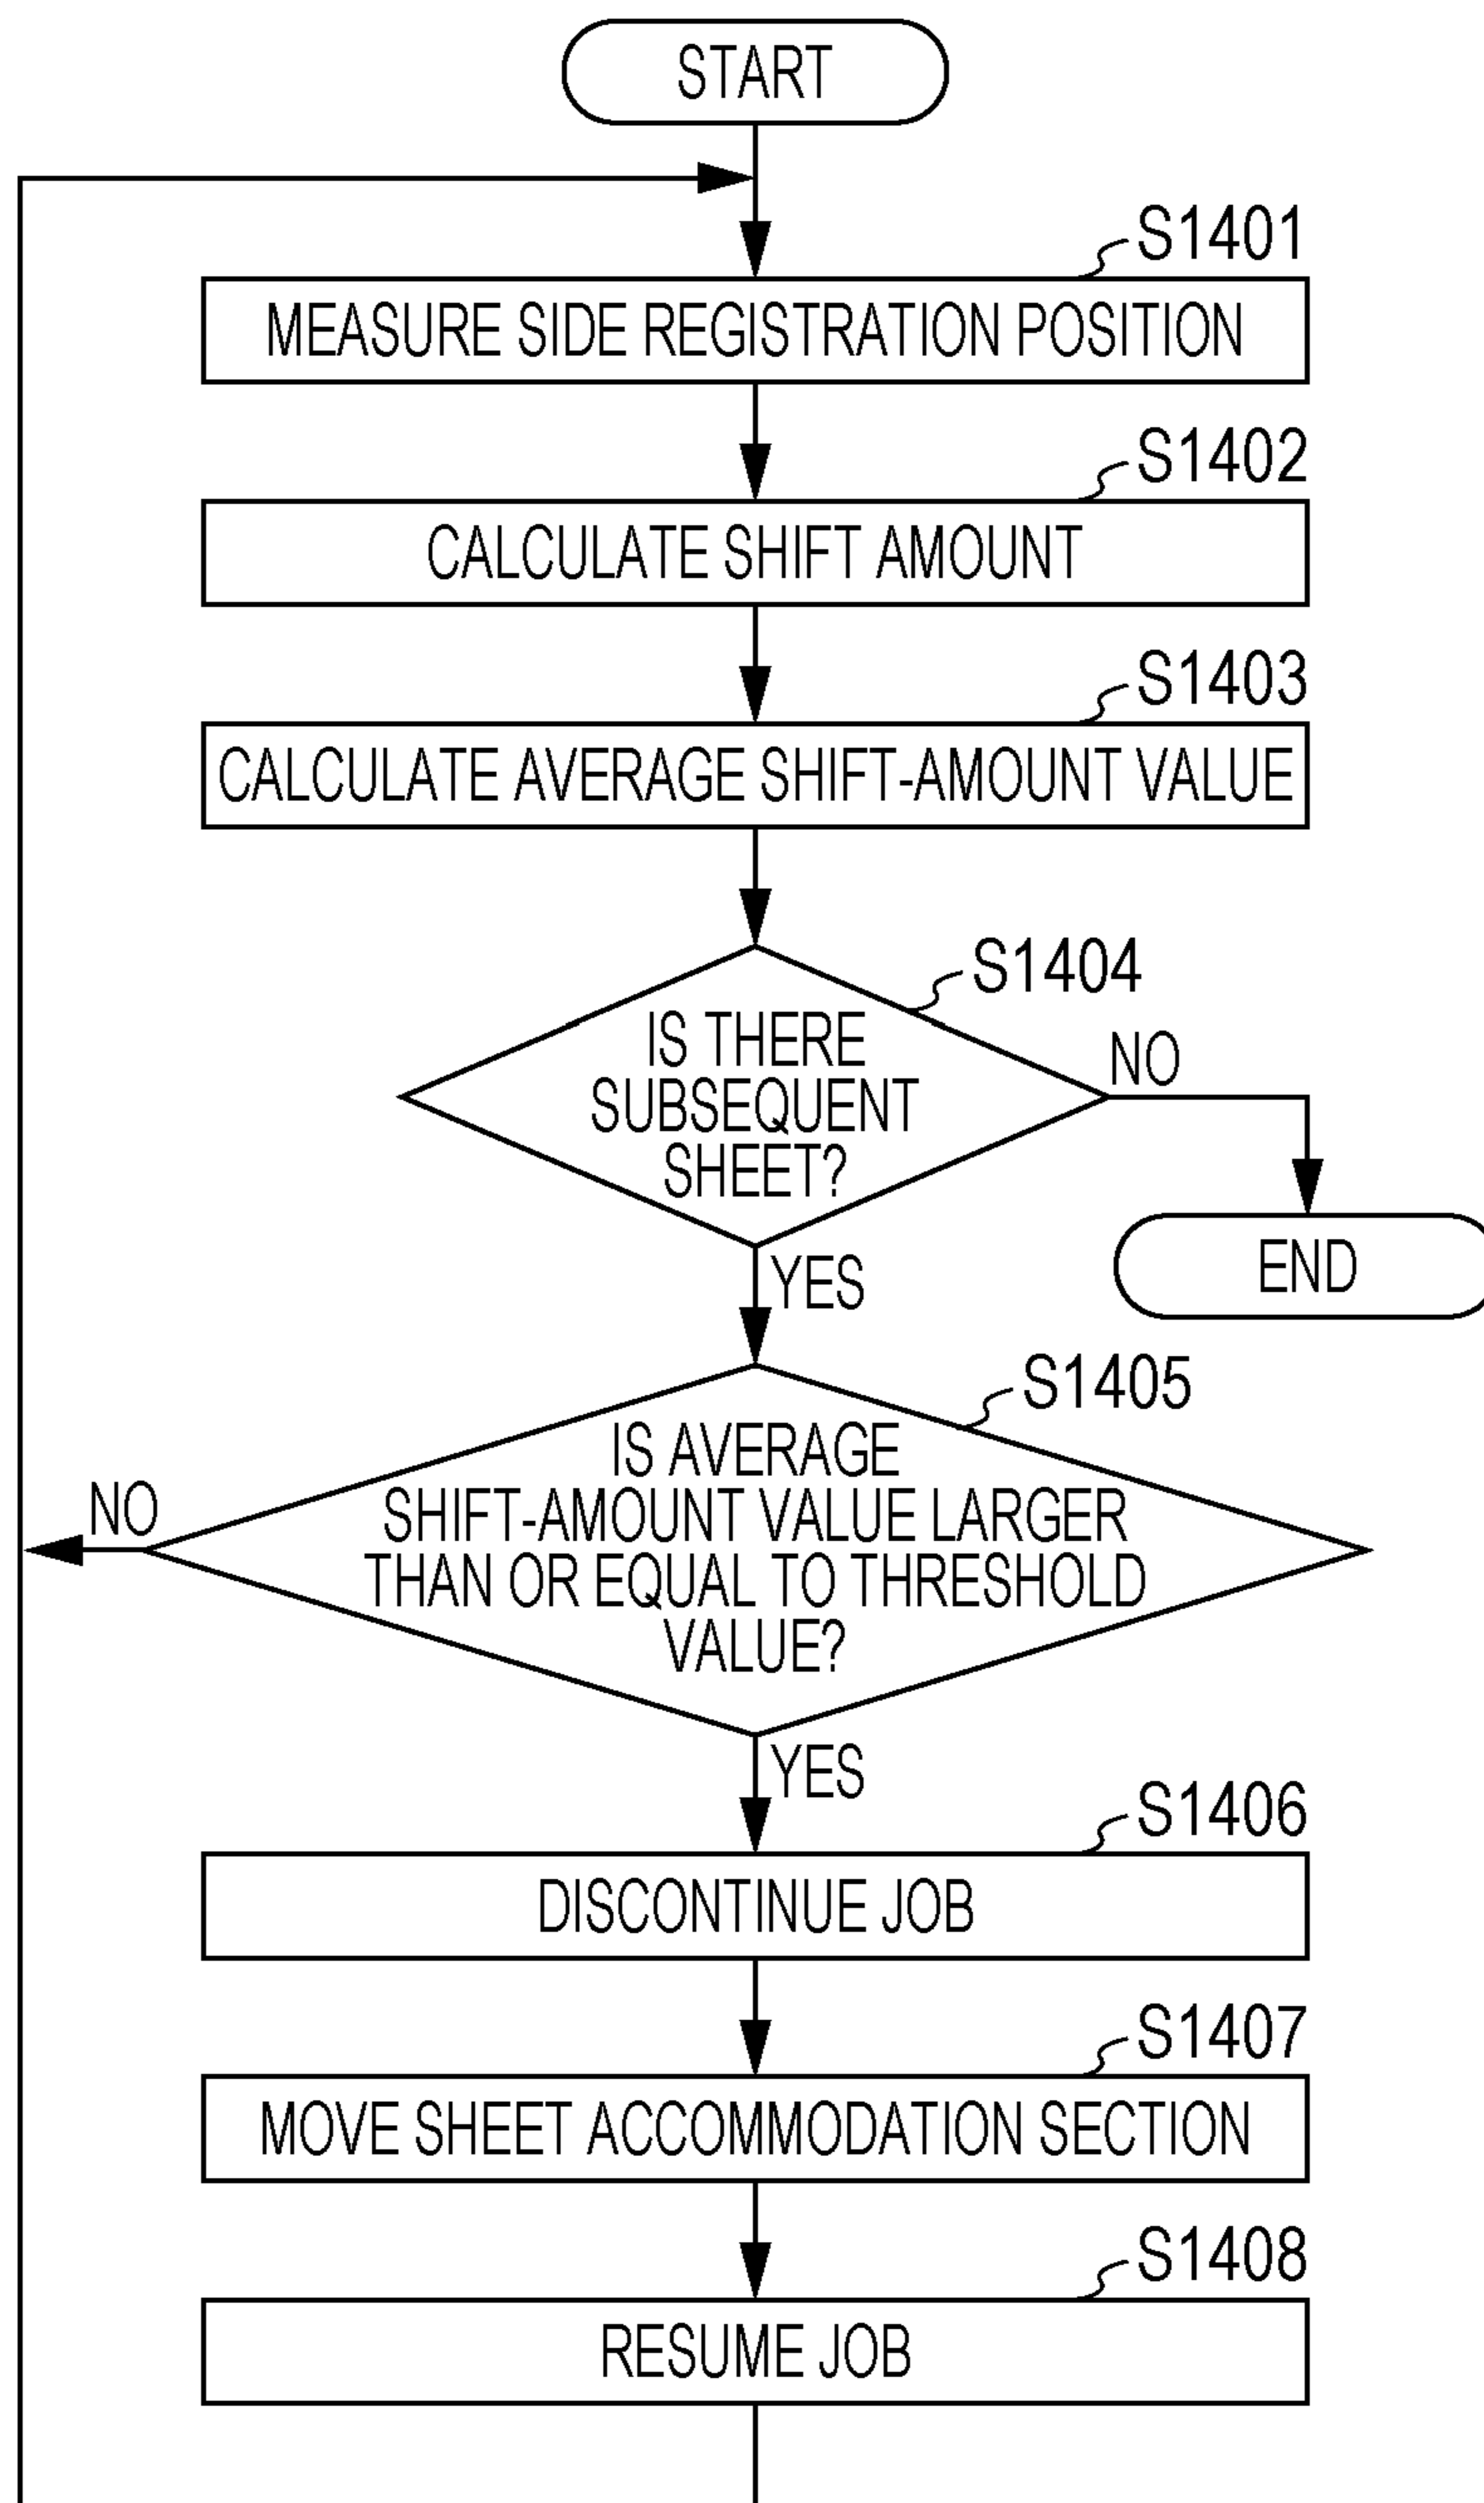 START
S1401
MEASURE SIDE REGISTRATION POSITION
S1402
CALCULATE SHIFT AMOUNT
S1403
CALCULATE AVERAGE SHIFT-AMOUNT VALUE
S1404
IS THERE
SUBSEQUENT
SHEET?
NO
END
YES
S1405
IS AVERAGE
SHIFT-AMOUNT VALUE LARGER
THAN OR EQUAL TO THRESHOLD
VALUE?
NO
YES
S1406
DISCONTINUE JOB
S1407
MOVE SHEET ACCOMMODATION SECTION
S1408
RESUME JOB